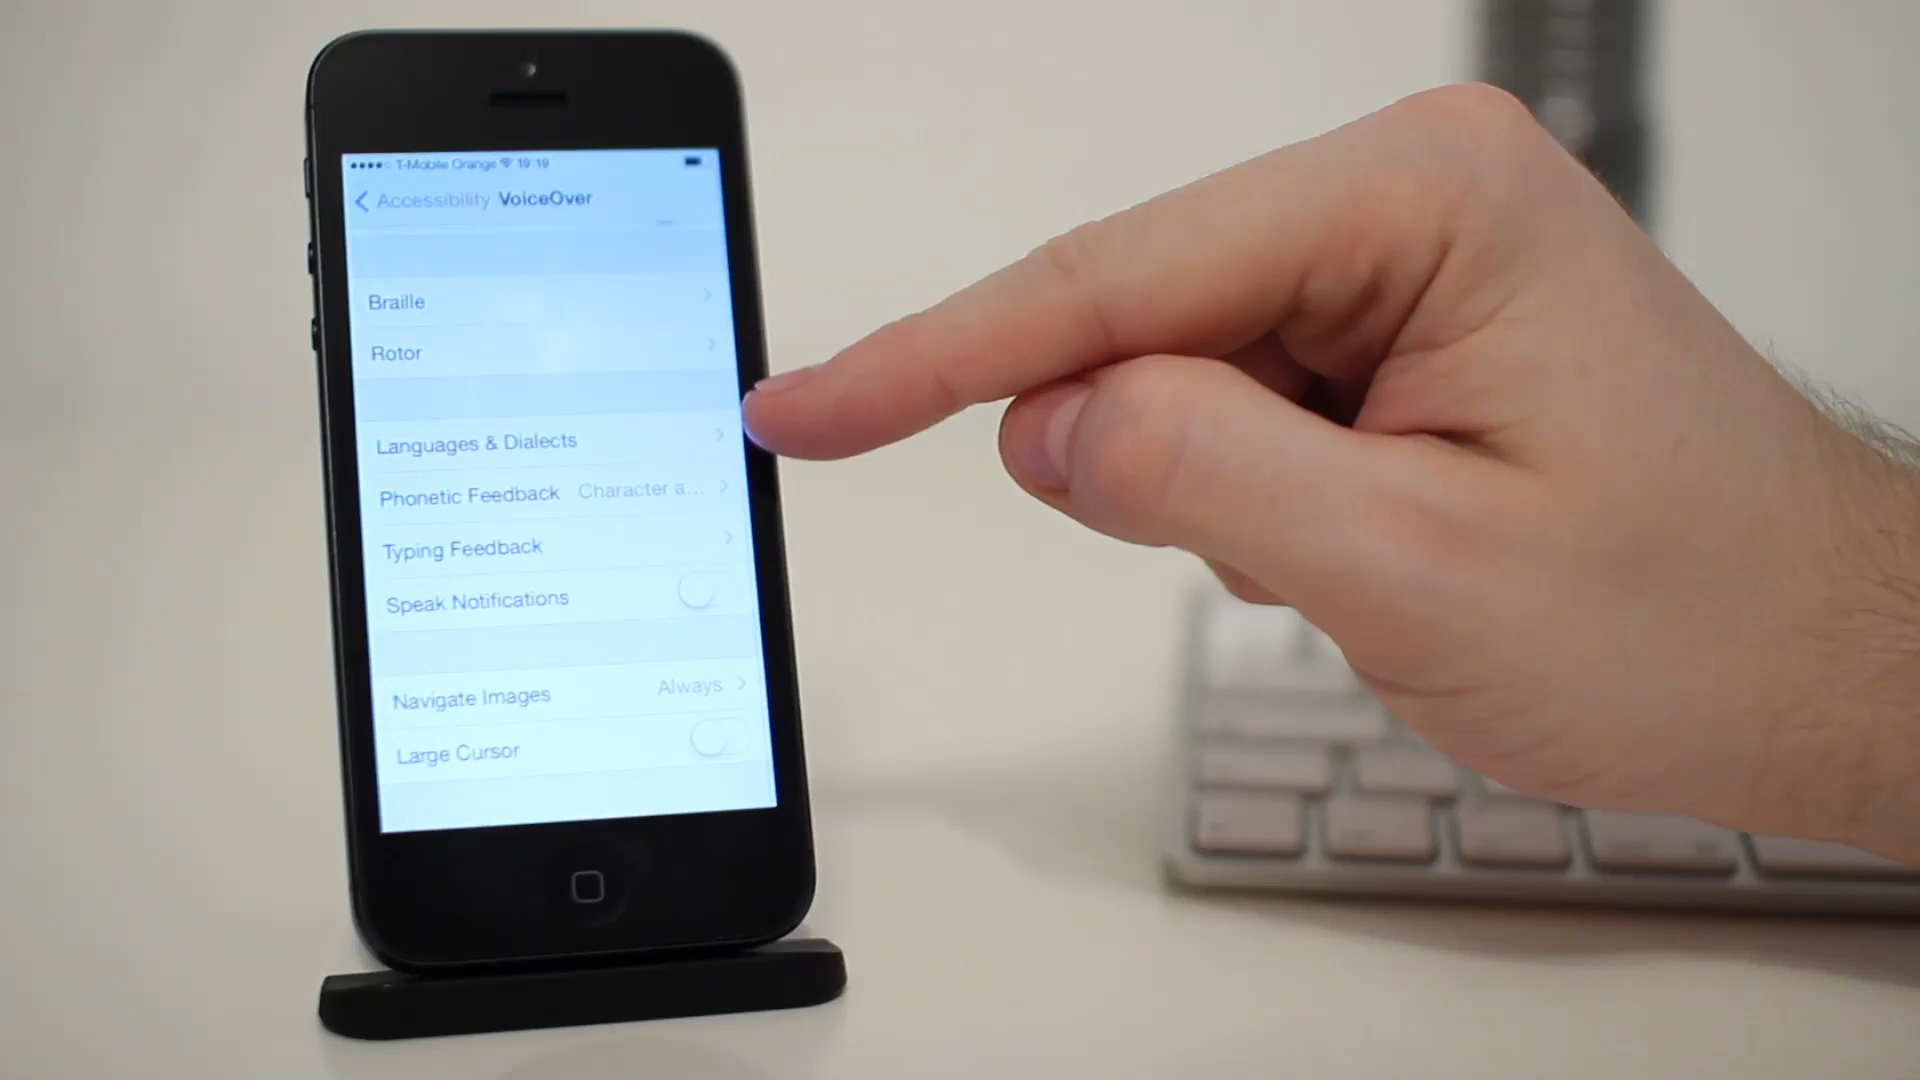 T-Mobile Orange 19:19
Accessibility VoiceOver
Braille
Rotor
Languages & Dialects
Phonetic Feedback Character a...
Typing Feedback
Speak Notifications
Navigate Images Always
Large Cursor